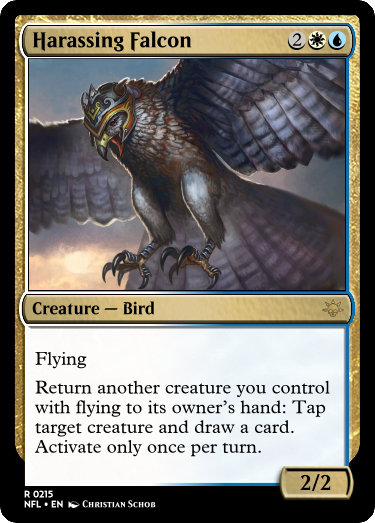 Harassing Falcon 2
Creature — Bird
Flying
Return another creature you control
with flying to its owner's hand: Tap
target creature and draw a card.
Activate only once per turn.
2/2
R 0215
NFL • EN Christian Schob